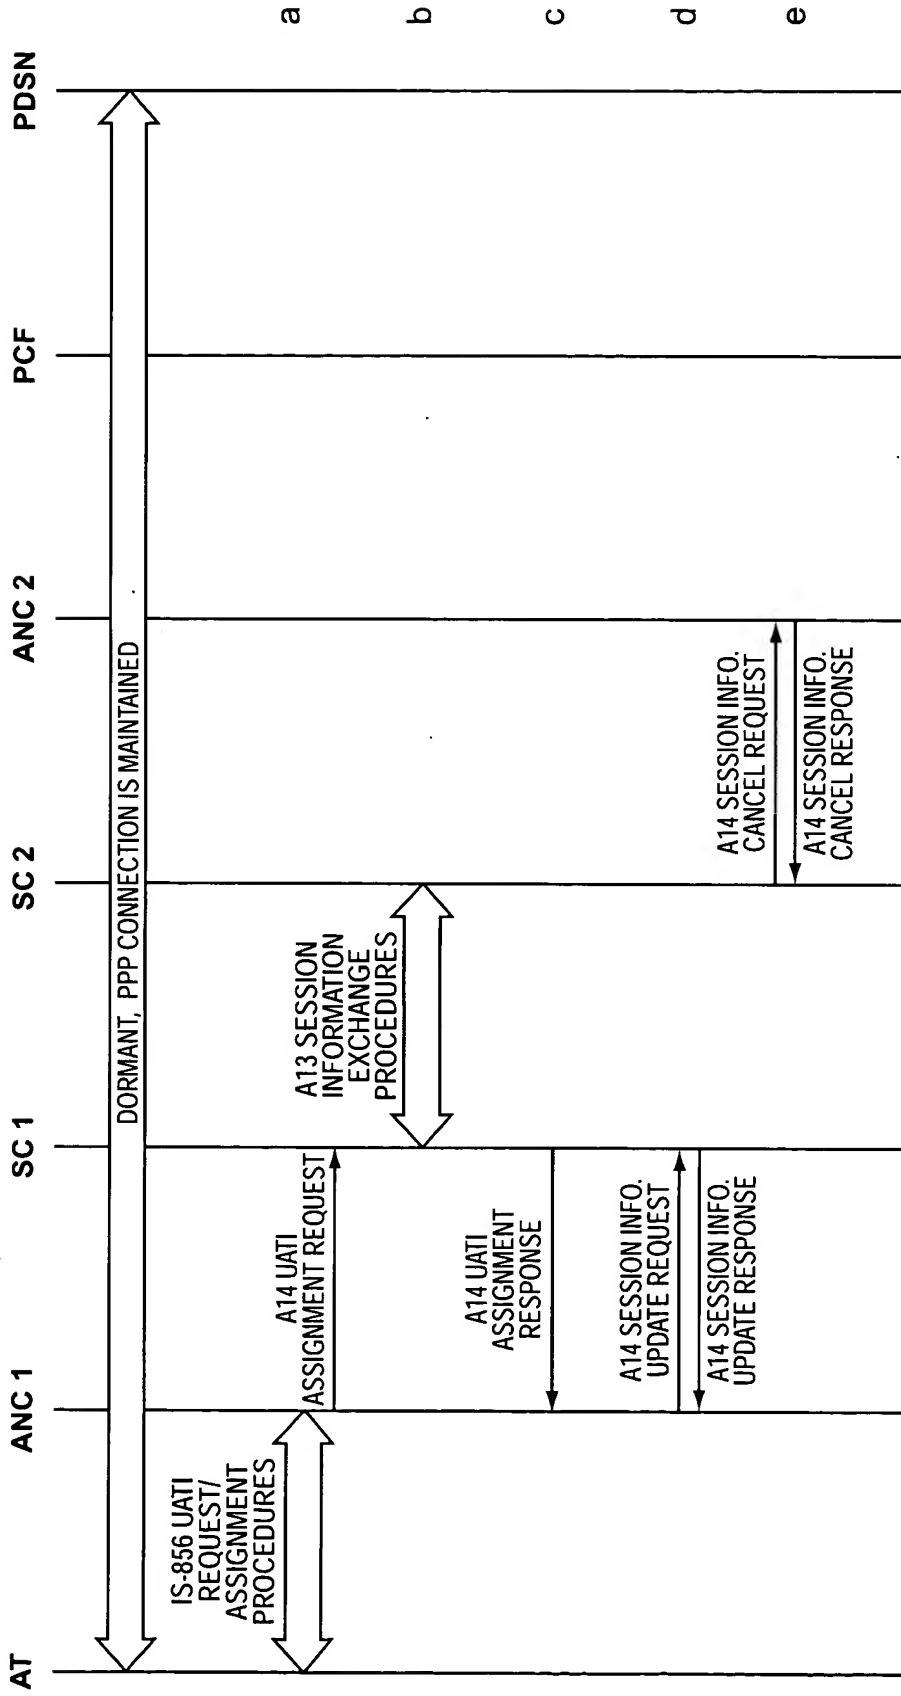 AT
ANC 1
SC 1
SC 2
ANC 2
PCF
PDSN
DORMANT, PPP CONNECTION IS MAINTAINED
IS-856 UATI
REQUEST/
ASSIGNMENT
PROCEDURES
A14 UATI
ASSIGNMENT REQUEST
a
A13 SESSION
INFORMATION
EXCHANGE
PROCEDURES
b
A14 UATI
ASSIGNMENT
RESPONSE
c
A14 SESSION INFO.
UPDATE REQUEST
A14 SESSION INFO.
UPDATE RESPONSE
d
A14 SESSION INFO.
CANCEL REQUEST
A14 SESSION INFO.
CANCEL RESPONSE
e